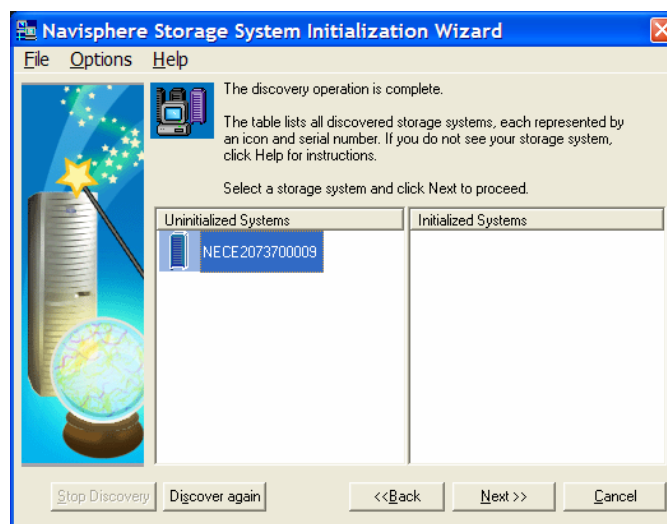 Navisphere Storage System Initialization Wizard
File Options Help
The discovery operation is complete.
The table lists all discovered storage systems, each represented by
an icon and serial number. If you do not see your storage system,
click Help for instructions.
Select a storage system and click Next to proceed.
Uninitialized Systems Initialized Systems
NECE2073700009
Stop Discovery Discover again <<Back Next >> Cancel